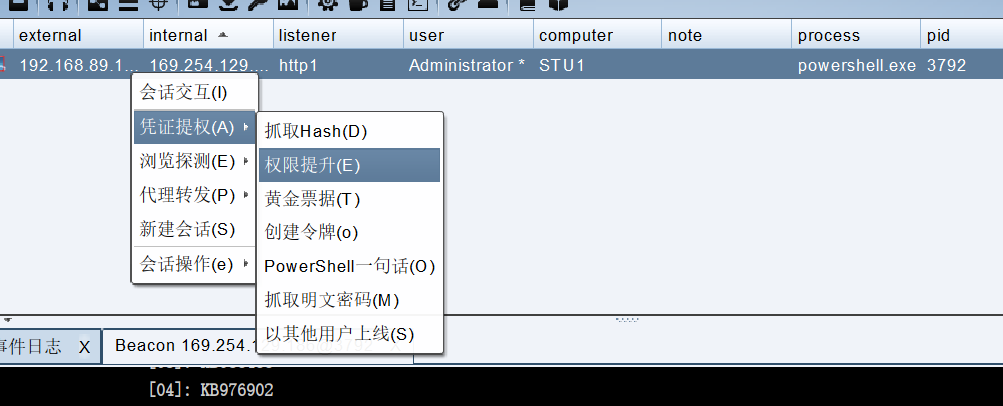 external internal listener user computer note process pid
192.168.89.1... 169.254.129.... http1 Administrator * STU1 powershell.exe 3792
会话交互(I)
凭证提权(A)
浏览探测(E)
代理转发(P)
新建会话(S)
会话操作(e)
抓取Hash(D)
权限提升(E)
黄金票据(T)
创建令牌(o)
PowerShell一句话(O)
抓取明文密码(M)
以其他用户上线(S)
事件日志 X Beacon 169.254.1
[04]: KB976902